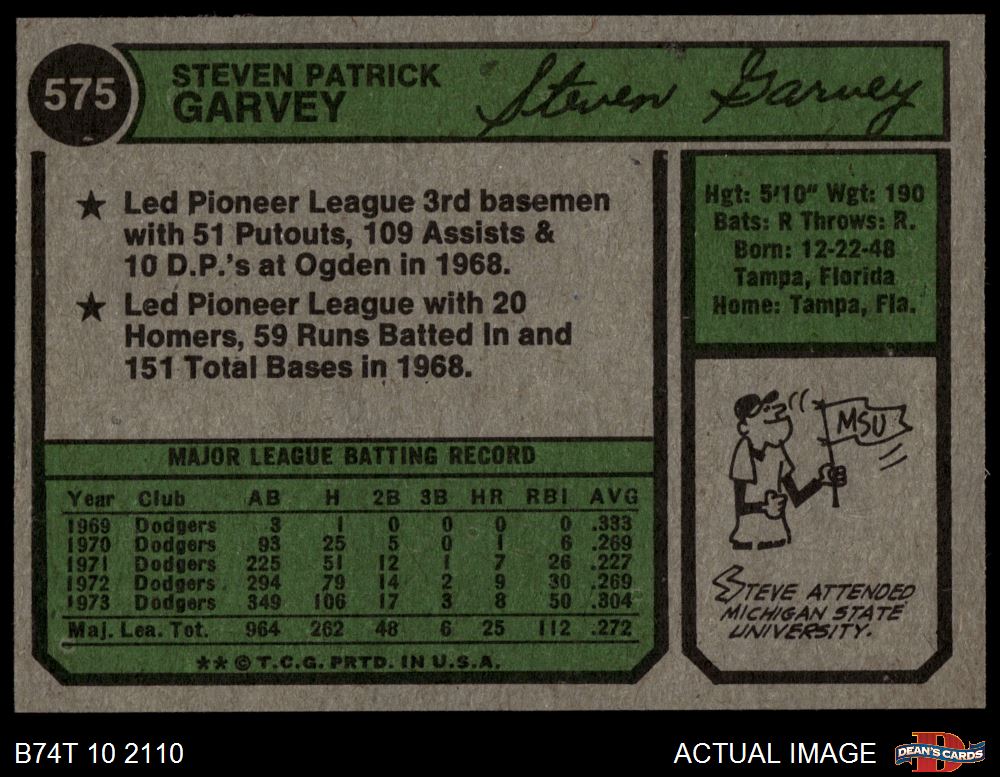 575
STEVEN PATRICK
GARVEY
Steven Garvey
★ Led Pioneer League 3rd basemen
with 51 Putouts, 109 Assists &
10 D.P.'s at Ogden in 1968.
★ Led Pioneer League with 20
Homers, 59 Runs Batted In and
151 Total Bases in 1968.
Hgt: 5'10" Wgt: 190
Bats: R Throws: R.
Born: 12-22-48
Tampa, Florida
Home: Tampa, Fla.
MSU
STEVE ATTENDED
MICHIGAN STATE
UNIVERSITY.
MAJOR LEAGUE BATTING RECORD
Year Club AB H 2B 3B HR RBI AVG
1969 Dodgers 3 1 0 0 0 0 .333
1970 Dodgers 93 25 5 0 1 6 .269
1971 Dodgers 225 51 12 1 7 26 .227
1972 Dodgers 294 79 14 2 9 30 .269
1973 Dodgers 349 106 17 3 8 50 .304
Maj. Lea. Tot. 964 262 48 6 25 112 .272
** © T.C.G. PRTD. IN U.S.A.
B74T 10 2110
ACTUAL IMAGE
D
DEAN'S CARDS